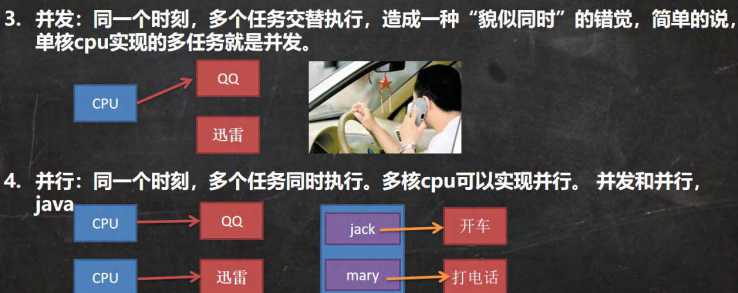 3. 并发：同一个时刻，多个任务交替执行，造成一种“貌似同时”的错觉，简单的说，
单核cpu实现的多任务就是并发。
CPU
QQ
迅雷
4. 并行：同一个时刻，多个任务同时执行。多核cpu可以实现并行。 并发和并行，
java
CPU
QQ
jack
开车
CPU
迅雷
mary
打电话